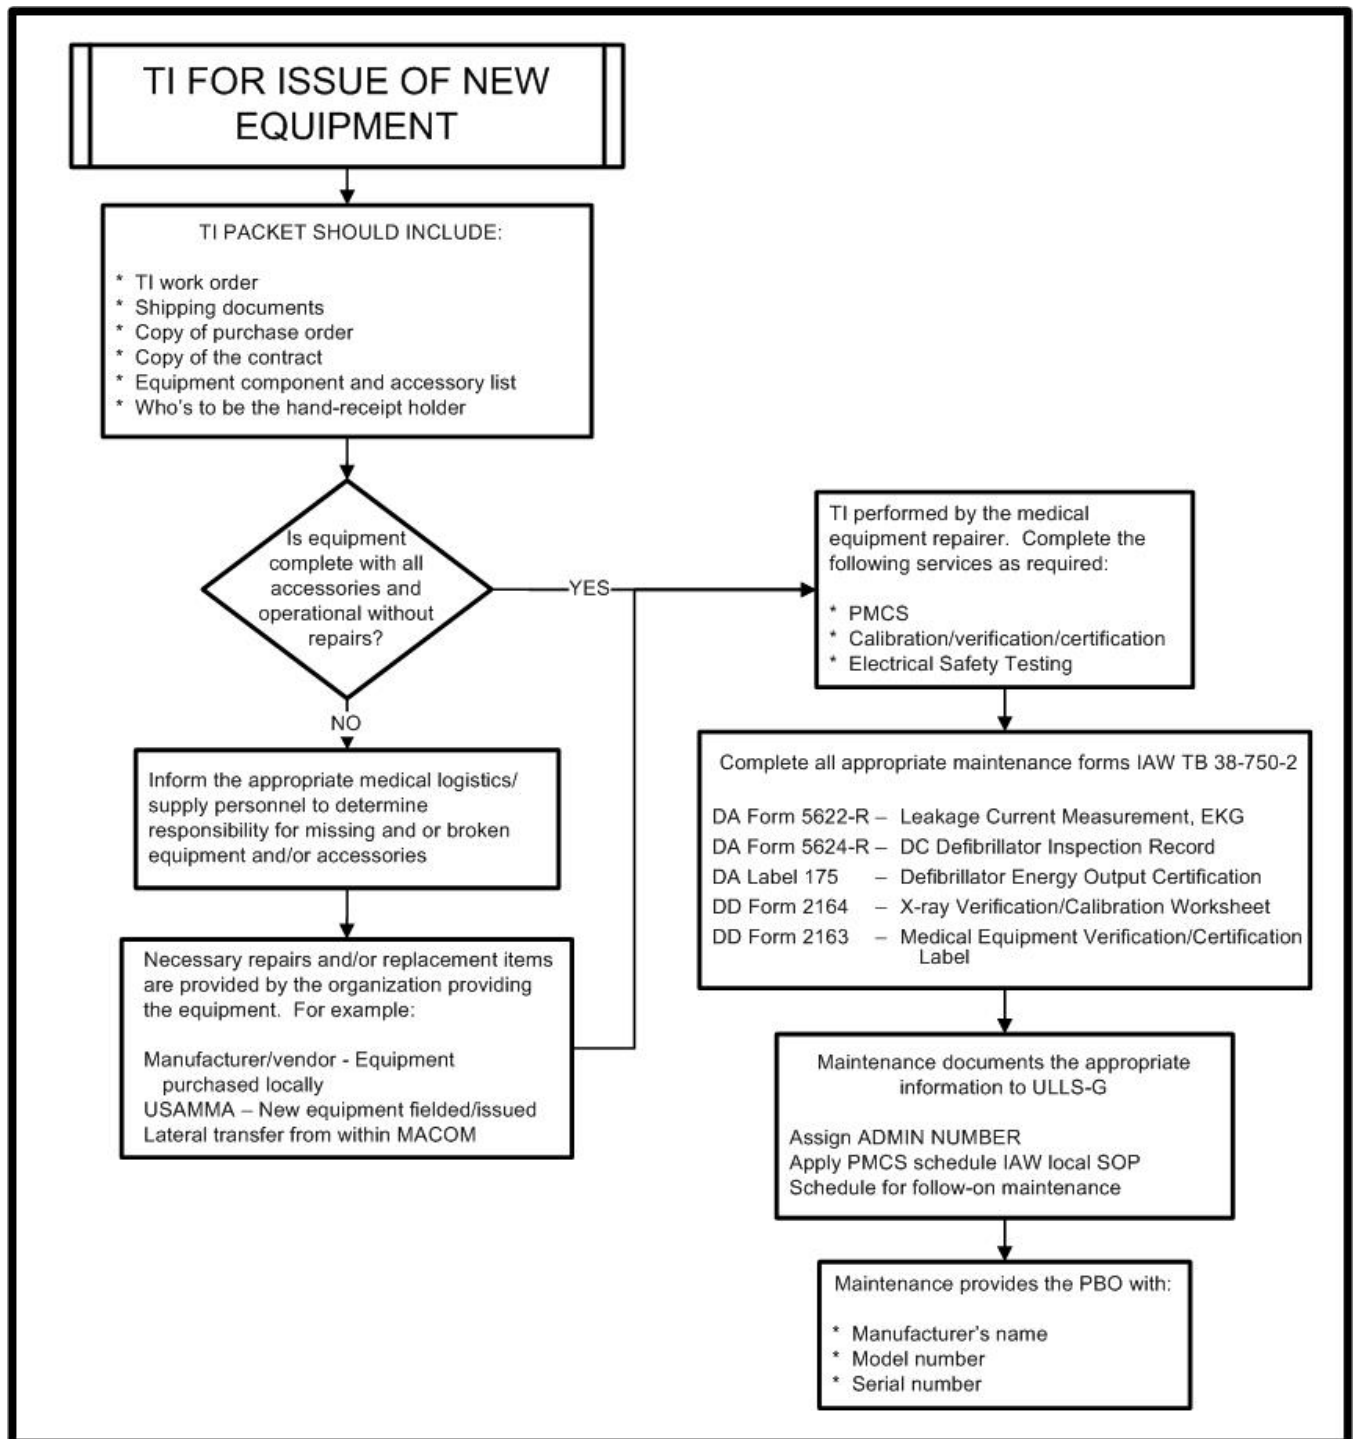 TI FOR ISSUE OF NEW
EQUIPMENT
TI PACKET SHOULD INCLUDE:
* TI work order
* Shipping documents
* Copy of purchase order
* Copy of the contract
* Equipment component and accessory list
* Who's to be the hand-receipt holder
Is equipment
complete with all
accessories and
operational without
repairs?
YES
NO
Inform the appropriate medical logistics/
supply personnel to determine
responsibility for missing and or broken
equipment and/or accessories
Necessary repairs and/or replacement items
are provided by the organization providing
the equipment. For example:
Manufacturer/vendor - Equipment
purchased locally
USAMMA – New equipment fielded/issued
Lateral transfer from within MACOM
TI performed by the medical
equipment repairer. Complete the
following services as required:
* PMCS
* Calibration/verification/certification
* Electrical Safety Testing
Complete all appropriate maintenance forms IAW TB 38-750-2
DA Form 5622-R – Leakage Current Measurement, EKG
DA Form 5624-R – DC Defibrillator Inspection Record
DA Label 175 – Defibrillator Energy Output Certification
DD Form 2164 – X-ray Verification/Calibration Worksheet
DD Form 2163 – Medical Equipment Verification/Certification
Label
Maintenance documents the appropriate
information to ULLS-G
Assign ADMIN NUMBER
Apply PMCS schedule IAW local SOP
Schedule for follow-on maintenance
Maintenance provides the PBO with:
* Manufacturer's name
* Model number
* Serial number